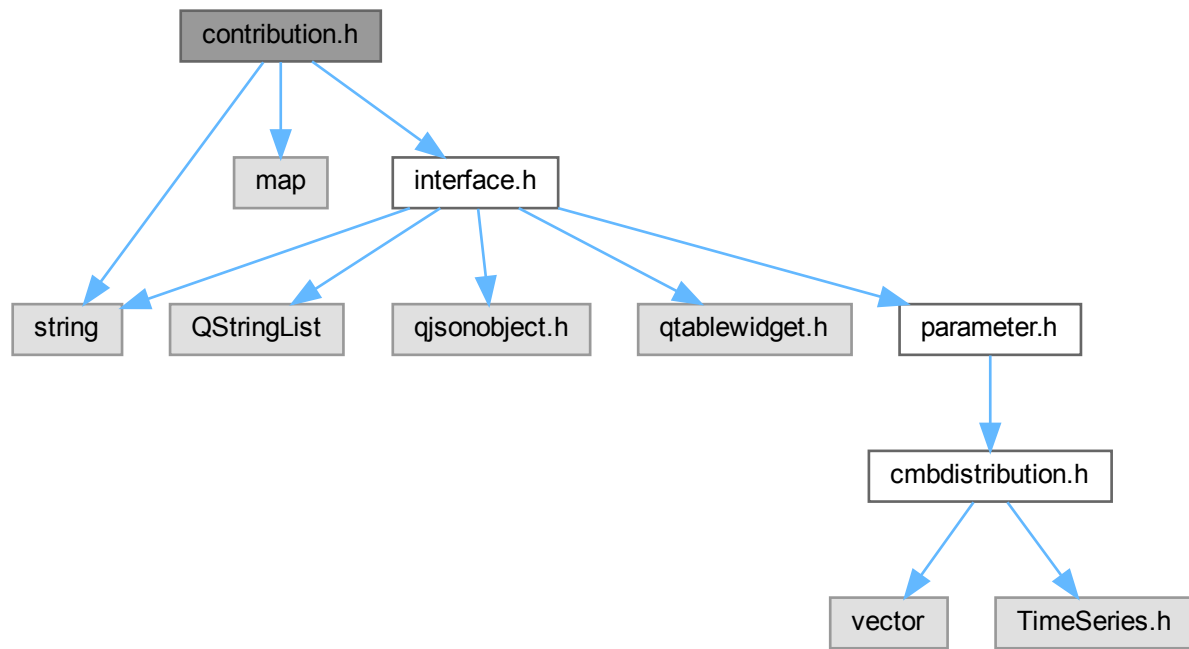 contribution.h
map
interface.h
string
QStringList
qjsonobject.h
qtablewidget.h
parameter.h
cmbdistribution.h
vector
TimeSeries.h